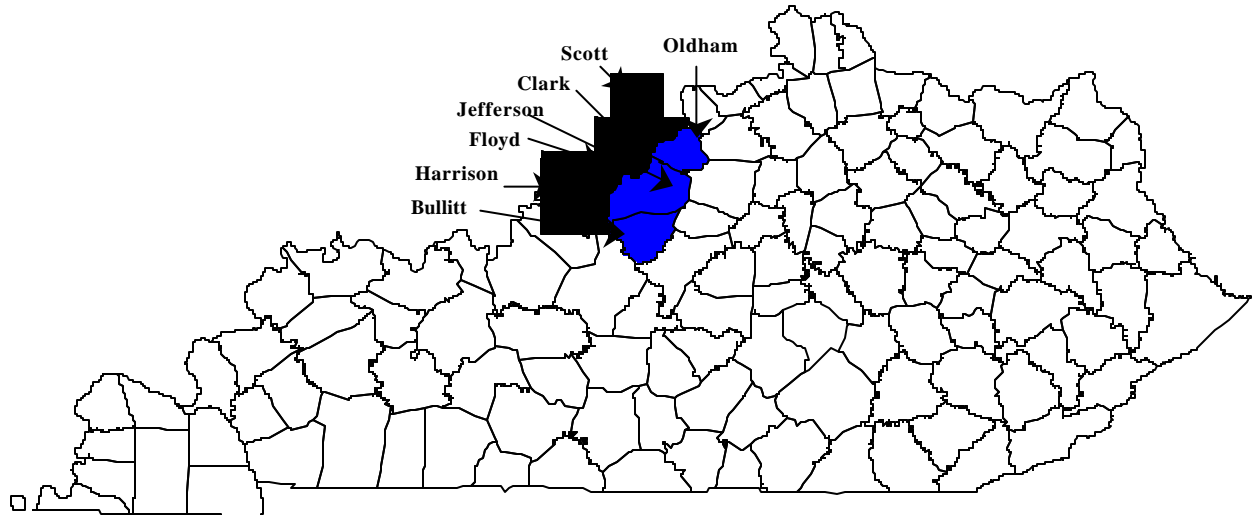 Oldham
Scott
Clark
Jefferson
Floyd
Harrison
Bullitt